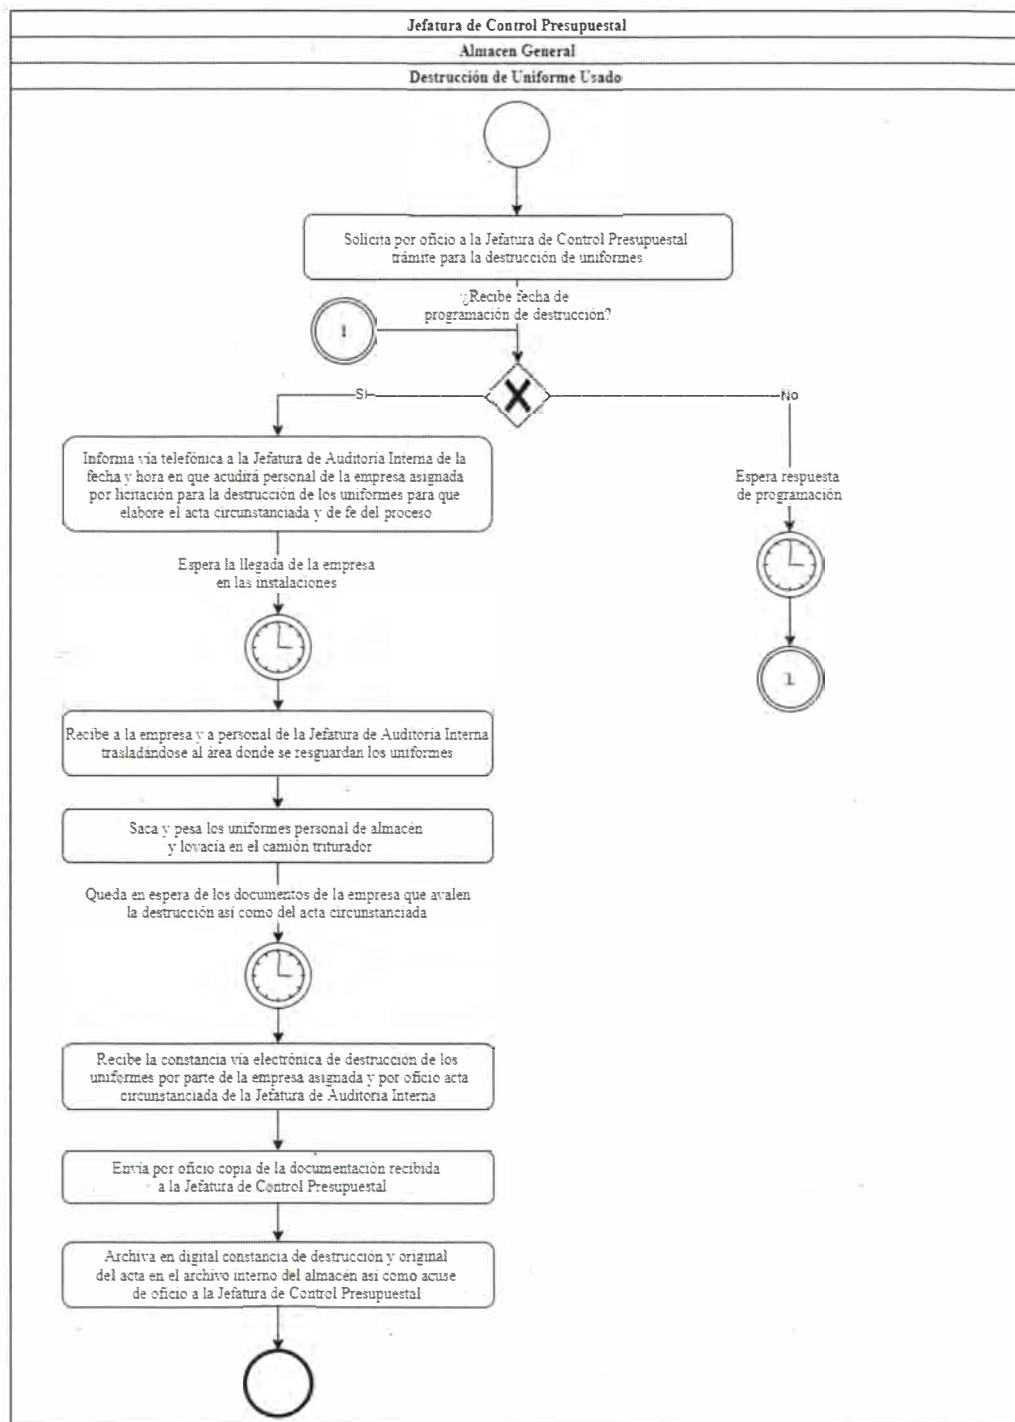 Jefatura de Control Presupuestal
Almacen General
Destrucción de Uniforme Usado
Solicita por oficio a la Jefatura de Control Presupuestal
trámite para la destrucción de uniformes
¿Recibe fecha de
programación de destrucción?
1
Si
No
Informa vía telefónica a la Jefatura de Auditoria Interna de la
fecha y hora en que acudirá personal de la empresa asignada
por licitación para la destrucción de los uniformes para que
elabore el acta circunstanciada y de fe del proceso
Espera respuesta
de programación
Espera la llegada de la empresa
en las instalaciones
1
Recibe a la empresa y a personal de la Jefatura de Auditoria Interna
trasladándose al área donde se resguardan los uniformes
Saca y pesa los uniformes personal de almacén
y lovacía en el camión triturador
Queda en espera de los documentos de la empresa que avalen
la destrucción así como del acta circunstanciada
Recibe la constancia vía electrónica de destrucción de los
uniformes por parte de la empresa asignada y por oficio acta
circunstanciada de la Jefatura de Auditoria Interna
Envía por oficio copia de la documentación recibida
a la Jefatura de Control Presupuestal
Archiva en digital constancia de destrucción y original
del acta en el archivo interno del almacén así como acuse
de oficio a la Jefatura de Control Presupuestal